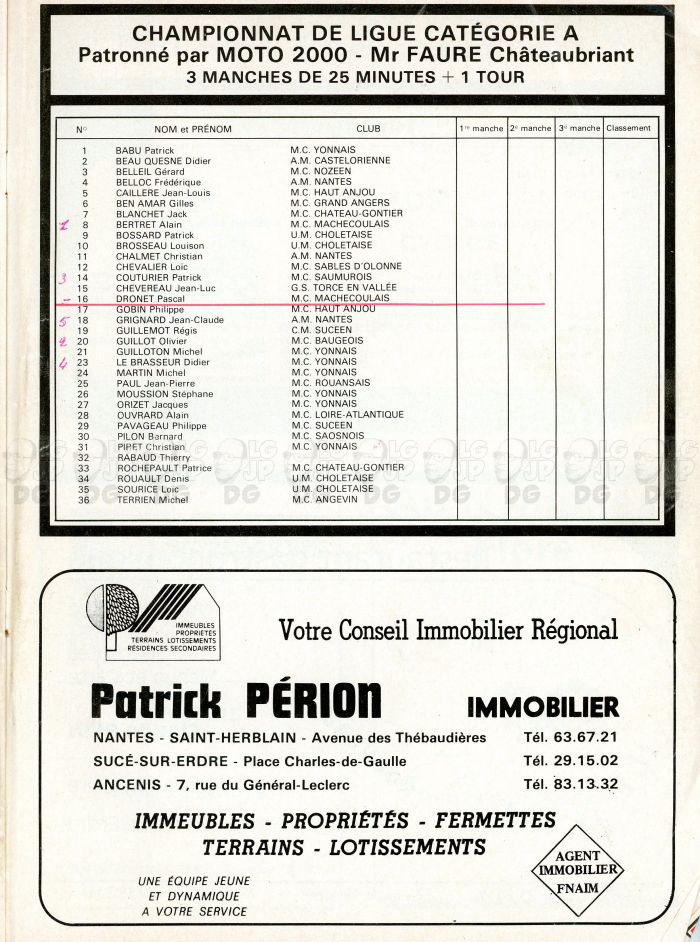 CHAMPIONNAT DE LIGUE CATÉGORIE A
Patronné par MOTO 2000 - Mr FAURE Châteaubriant
3 MANCHES DE 25 MINUTES + 1 TOUR
N° NOM et PRÉNOM CLUB 1re manche 2e manche 3e manche Classement
1 BABU Patrick M.C. YONNAIS
2 BEAU QUESNE Didier A.M. CASTELORIENNE
3 BELLEIL Gérard M.C. NOZEEN
4 BELLOC Frédérique A.M. NANTES
5 CAILLERE Jean-Louis M.C. HAUT ANJOU
6 BEN AMAR Gilles M.C. GRAND ANGERS
7 BLANCHET Jack M.C. CHATEAU-GONTIER
1 8 BERTRET Alain M.C. MACHECOULAIS
9 BOSSARD Patrick U.M. CHOLETAISE
10 BROSSEAU Louison U.M. CHOLETAISE
11 CHALMET Christian A.M. NANTES
12 CHEVALIER Loïc M.C. SABLES D'OLONNE
3 14 COUTURIER Patrick M.C. SAUMUROIS
15 CHEVEREAU Jean-Luc G.S. TORCE EN VALLÉE
- 16 DRONET Pascal M.C. MACHECOULAIS
17 GOBIN Philippe M.C. HAUT ANJOU
5 18 GRIGNARD Jean-Claude A.M. NANTES
19 GUILLEMOT Régis C.M. SUCEEN
2 20 GUILLOT Olivier M.C. BAUGEOIS
21 GUILLOTON Michel M.C. YONNAIS
4 23 LE BRASSEUR Didier M.C. YONNAIS
24 MARTIN Michel M.C. YONNAIS
25 PAUL Jean-Pierre M.C. ROUANSAIS
26 MOUSSION Stéphane M.C. YONNAIS
27 ORIZET Jacques M.C. YONNAIS
28 OUVRARD Alain M.C. LOIRE-ATLANTIQUE
29 PAVAGEAU Philippe M.C. SUCEEN
30 PILON Barnard M.C. SAOSNOIS
31 PIPET Christian M.C. YONNAIS
32 RABAUD Thierry
33 ROCHEPAULT Patrice M.C. CHATEAU-GONTIER
34 ROUAULT Denis U.M. CHOLETAISE
35 SOURICE Loïc U.M. CHOLETAISE
36 TERRIEN Michel M.C. ANGEVIN
IMMEUBLES
PROPRIÉTÉS
TERRAINS LOTISSEMENTS
RÉSIDENCES SECONDAIRES
Votre Conseil Immobilier Régional
Patrick PÉRION IMMOBILIER
NANTES - SAINT-HERBLAIN - Avenue des Thébaudières Tél. 63.67.21
SUCÉ-SUR-ERDRE - Place Charles-de-Gaulle Tél. 29.15.02
ANCENIS - 7, rue du Général-Leclerc Tél. 83.13.32
IMMEUBLES - PROPRIÉTÉS - FERMETTES
TERRAINS - LOTISSEMENTS
UNE ÉQUIPE JEUNE
ET DYNAMIQUE
A VOTRE SERVICE
AGENT
IMMOBILIER
FNAIM